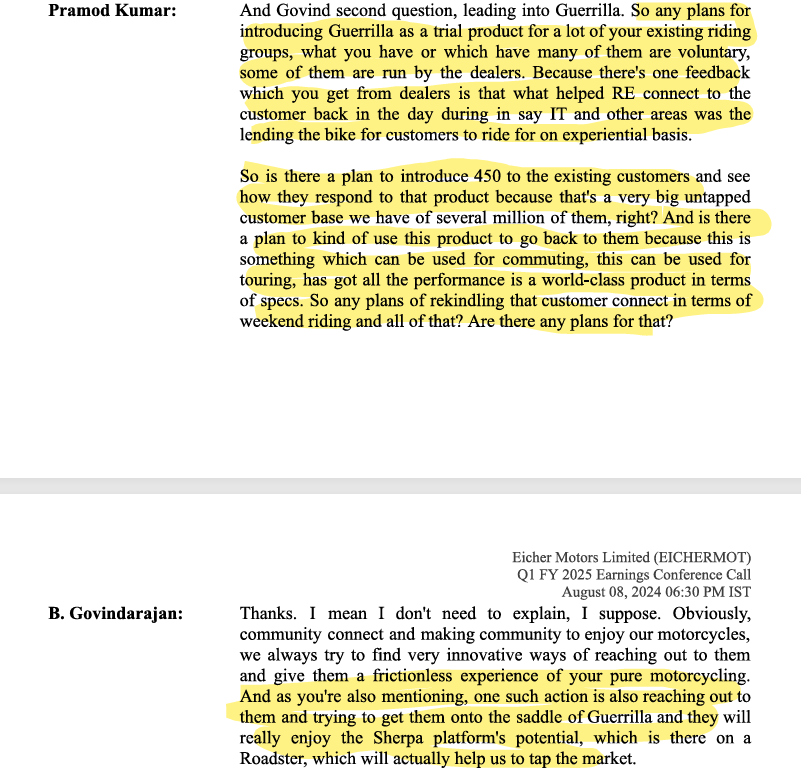 Pramod Kumar: And Govind second question, leading into Guerrilla. So any plans for
introducing Guerrilla as a trial product for a lot of your existing riding
groups, what you have or which have many of them are voluntary,
some of them are run by the dealers. Because there's one feedback
which you get from dealers is that what helped RE connect to the
customer back in the day during in say IT and other areas was the
lending the bike for customers to ride for on experiential basis.
So is there a plan to introduce 450 to the existing customers and see
how they respond to that product because that's a very big untapped
customer base we have of several million of them, right? And is there
a plan to kind of use this product to go back to them because this is
something which can be used for commuting, this can be used for
touring, has got all the performance is a world-class product in terms
of specs. So any plans of rekindling that customer connect in terms of
weekend riding and all of that? Are there any plans for that?
Eicher Motors Limited (EICHERMOT)
Q1 FY 2025 Earnings Conference Call
August 08, 2024 06:30 PM IST
B. Govindarajan: Thanks. I mean I don't need to explain, I suppose. Obviously,
community connect and making community to enjoy our motorcycles,
we always try to find very innovative ways of reaching out to them
and give them a frictionless experience of your pure motorcycling.
And as you're also mentioning, one such action is also reaching out to
them and trying to get them onto the saddle of Guerrilla and they will
really enjoy the Sherpa platform's potential, which is there on a
Roadster, which will actually help us to tap the market.